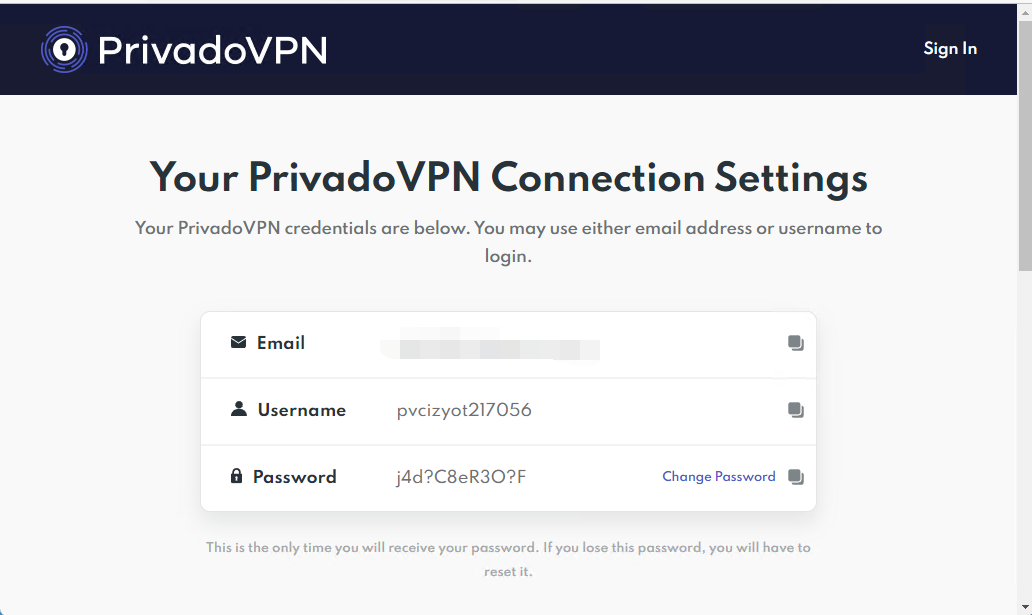 PrivadoVPN
Sign In
Your PrivadoVPN Connection Settings
Your PrivadoVPN credentials are below. You may use either email address or username to
login.
Email
Username pvcizyot217056
Password j4d?C8eR3O?F Change Password
This is the only time you will receive your password. If you lose this password, you will have to
reset it.